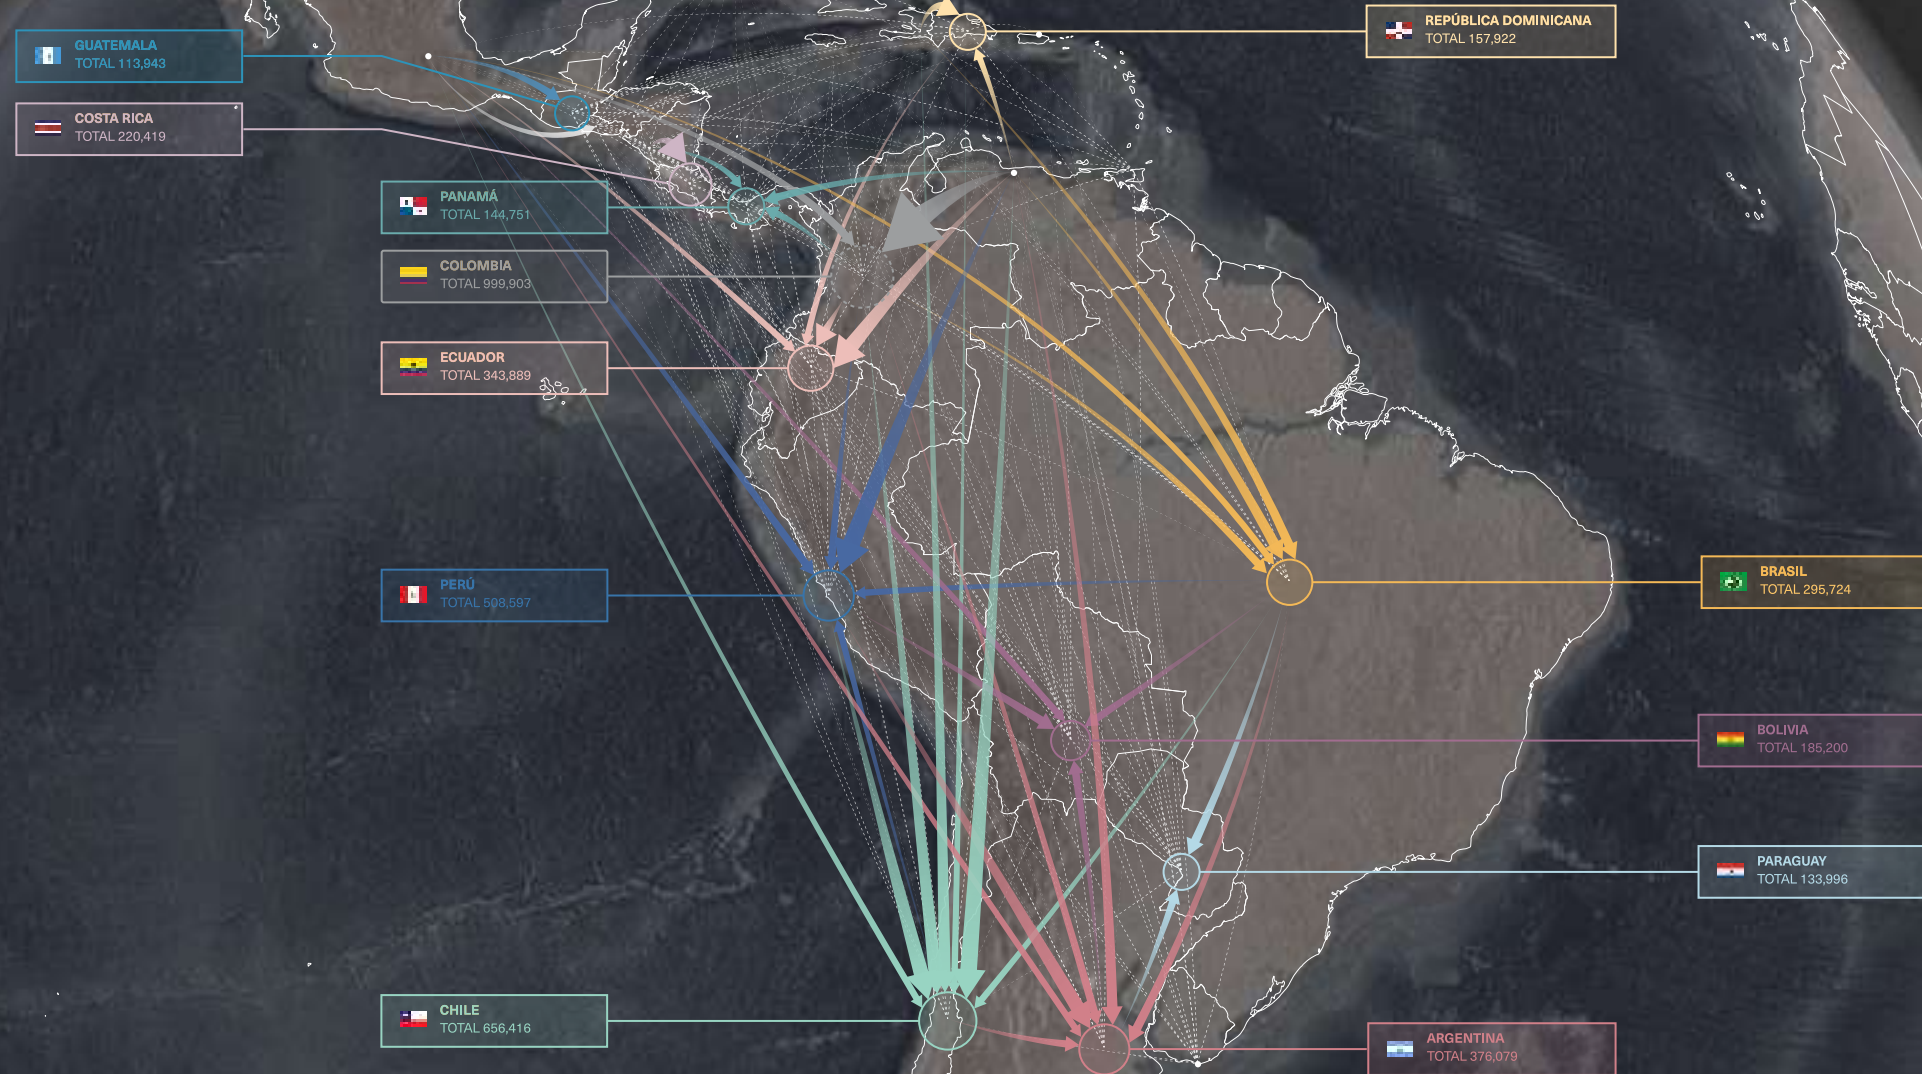 GUATEMALA
TOTAL 113,943
COSTA RICA
TOTAL 220,419
PANAMÁ
TOTAL 144,751
COLOMBIA
TOTAL 999,903
ECUADOR
TOTAL 343,889
PERÚ
TOTAL 508,597
CHILE
TOTAL 656,416
REPÚBLICA DOMINICANA
TOTAL 157,922
BRASIL
TOTAL 295,724
BOLIVIA
TOTAL 185,200
PARAGUAY
TOTAL 133,996
ARGENTINA
TOTAL 376,079